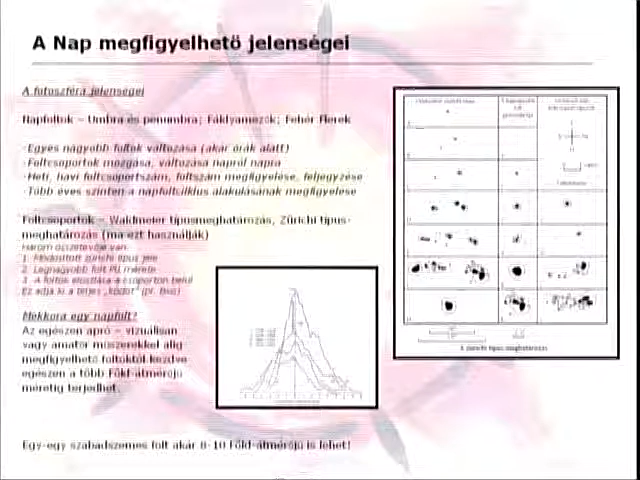 A Nap megfigyelhető jelenségei
A fotoszféra jelenségei
Napfoltok – Umbra és penumbra; Fáklyamezők; Fehér Flerek
-Egyes nagyobb foltok változása (akár órák alatt)
-Foltcsoportok mozgása, változása napról napra
-Heti, havi foltcsoportszám, foltszám megfigyelése, feljegyzése
-Több éves szinten a napfoltciklus alakulásának megfigyelése
Foltcsoportok – Waldmeier típusmeghatározás, Zürichi típus-
meghatározás (ma ezt használják)
Három összetevője van:
1. Módosított zürichi típus jele
2. Legnagyobb folt PU mérete
3. A foltok eloszlása a csoporton belül
Ez adja ki a teljes „kódot" (pl.
Mekkora egy napfolt?
Az egészen apró – vizuálisan
vagy amatőr műszerekkel alig
megfigyelhető foltoktól kezdve
egészen a több Föld-átmérőjű
méretig terjedhet.
Egy-egy szabadszemes folt akár 8-10 Föld-átmérőjű is lehet!
A zürichi típus meghatározás